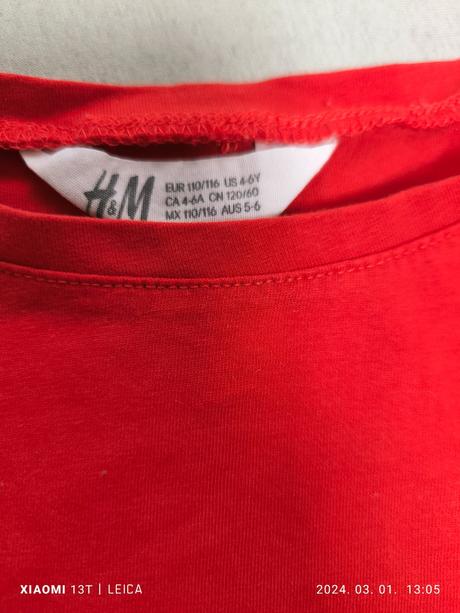 H&M
EUR 110/116 US 4-6Y
CA 4-6A CN 120/60
MX 110/116 AUS 5-6
XIAOMI 13T | LEICA
2024. 03. 01. 13:05